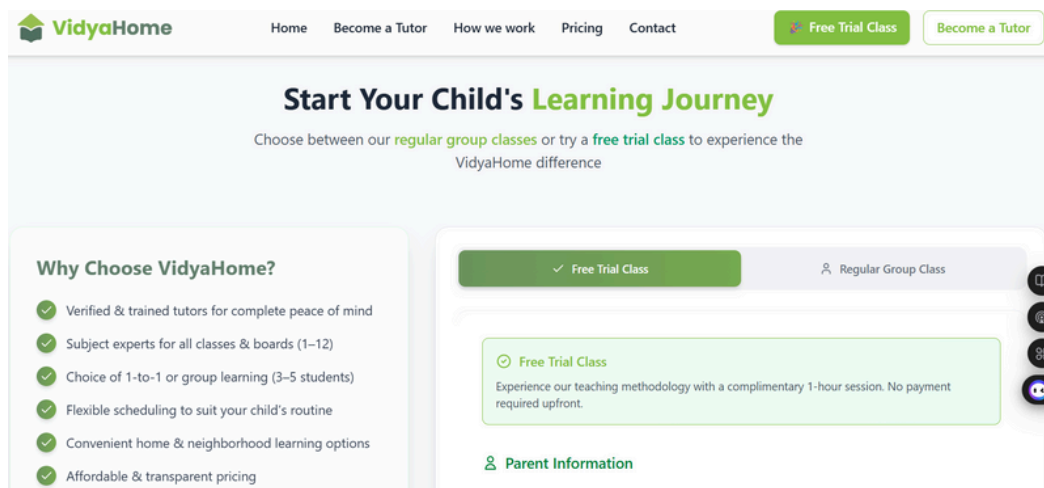 VidyaHome
Home Become a Tutor How we work Pricing Contact
Free Trial Class
Become a Tutor
Start Your Child's Learning Journey
Choose between our regular group classes or try a free trial class to experience the
VidyaHome difference
Why Choose VidyaHome?
Verified & trained tutors for complete peace of mind
Subject experts for all classes & boards (1–12)
Choice of 1-to-1 or group learning (3–5 students)
Flexible scheduling to suit your child's routine
Convenient home & neighborhood learning options
Affordable & transparent pricing
Free Trial Class
Regular Group Class
Free Trial Class
Experience our teaching methodology with a complimentary 1-hour session. No payment
required upfront.
Parent Information